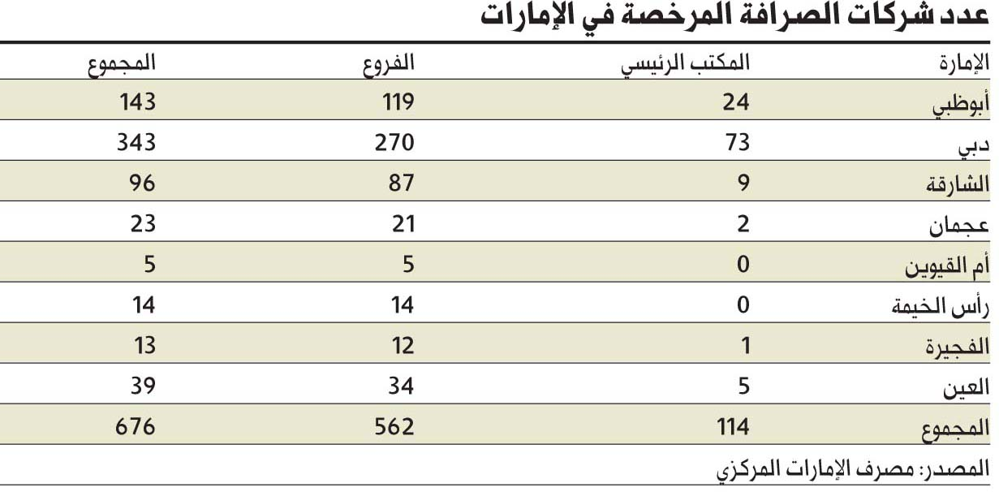 عدد شركات الصرافة المرخصة في الإمارات
الإمارة المكتب الرئيسي الفروع المجموع
أبوظبي 24 119 143
دبي 73 270 343
الشارقة 9 87 96
عجمان 2 21 23
أم القيوين 0 5 5
رأس الخيمة 0 14 14
الفجيرة 1 12 13
العين 5 34 39
المجموع 114 562 676
المصدر: مصرف الإمارات المركزي